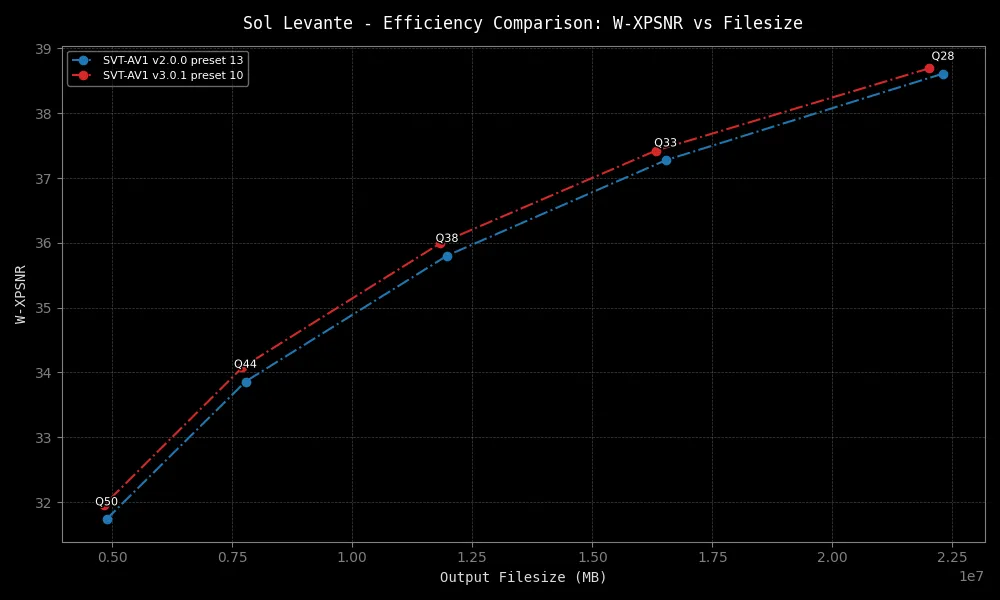 Sol Levante - Efficiency Comparison: W-XPSNR vs Filesize
SVT-AV1 v2.0.0 preset 13
SVT-AV1 v3.0.1 preset 10
39
38
37
36
35
34
33
32
W-XPSNR
Q28
Q33
Q38
Q44
Q50
0.50
0.75
1.00
1.25
1.50
1.75
2.00
2.25
1e7
Output Filesize (MB)